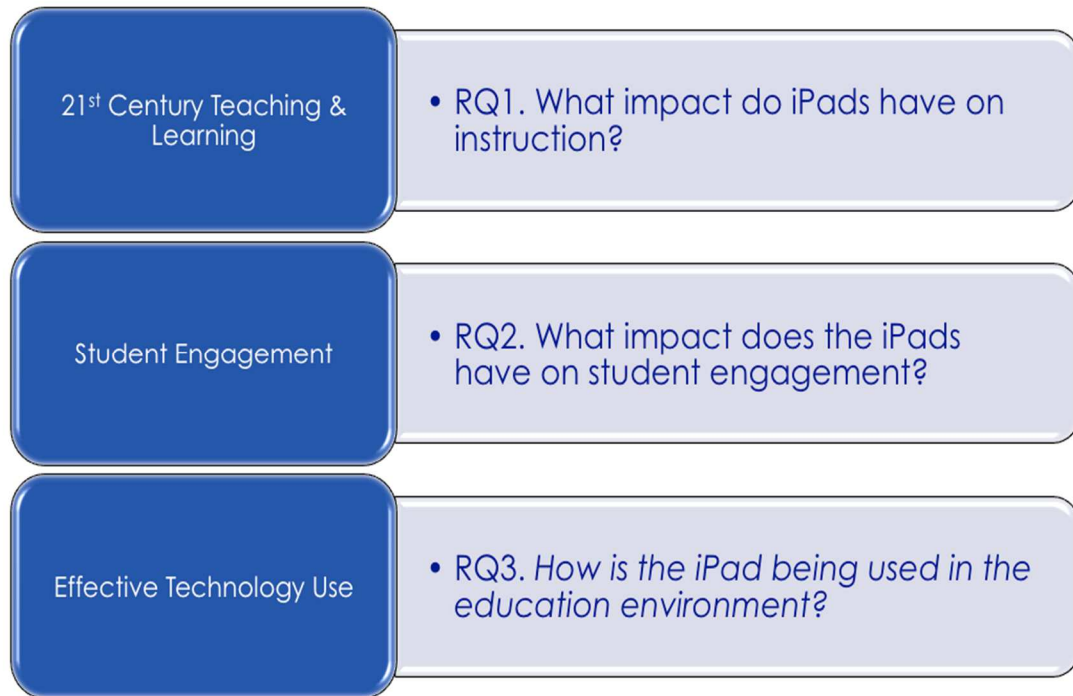 21st Century Teaching &
Learning
• RQ1. What impact do iPads have on
instruction?
Student Engagement
• RQ2. What impact does the iPads
have on student engagement?
Effective Technology Use
• RQ3. How is the iPad being used in the
education environment?